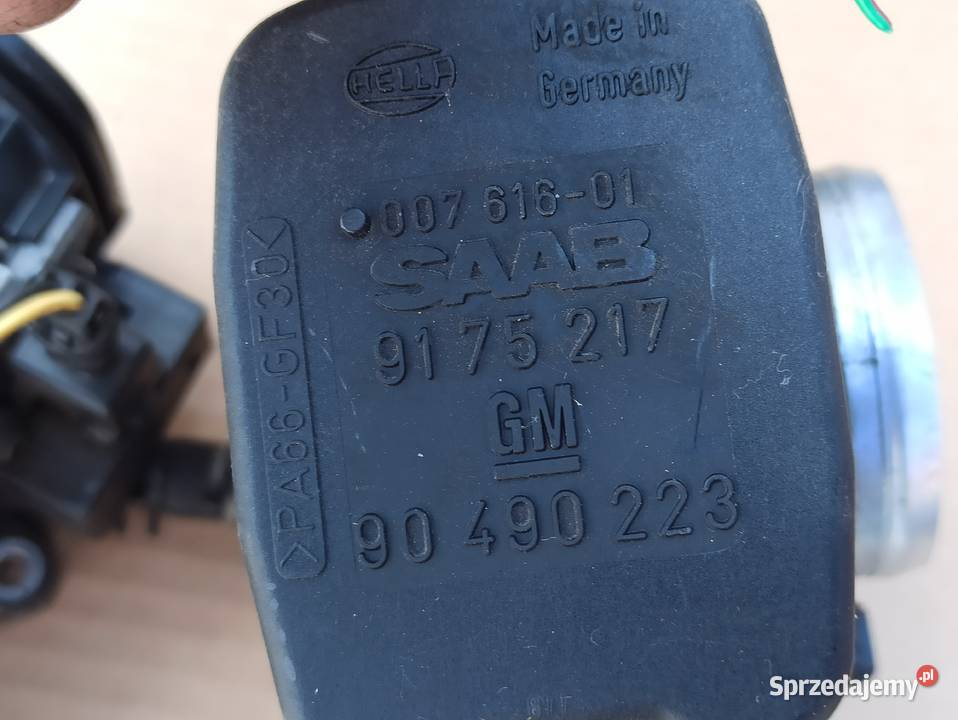 HELLA
Made in
Germany
007 616-01
SAAB
91 75 217
GM
90 490 223
>PA66-GF30<
Sprzedajemy.pl